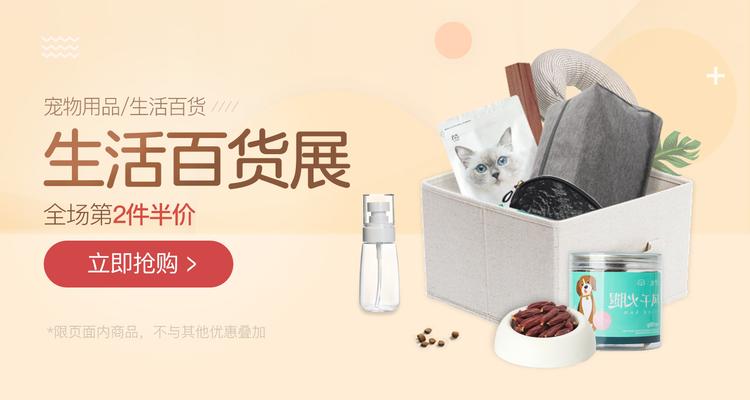 宠物用品/生活百货
生活百货展
全场第2件半价
立即抢购 >
*限页面内商品，不与其他优惠叠加